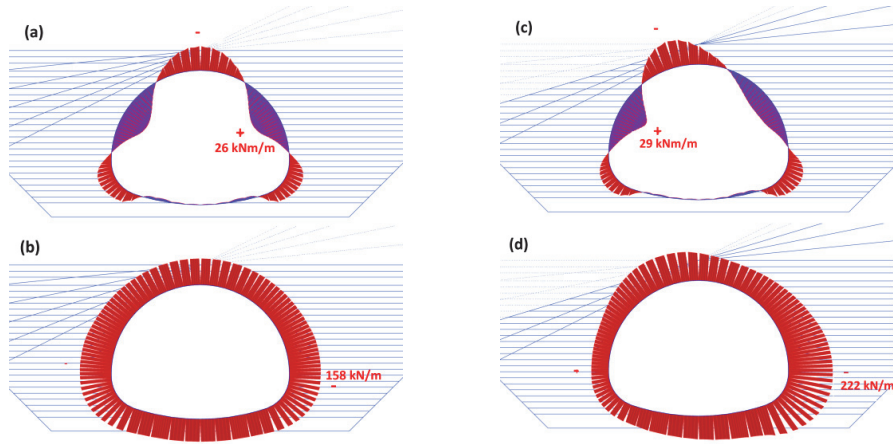 (a)
-
+
26 kNm/m
(c)
-
+
29 kNm/m
(b)
-
158 kN/m
-
(d)
-
-
222 kN/m